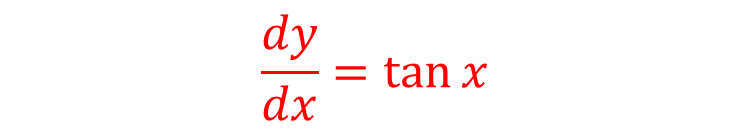 dy/dx = tan x